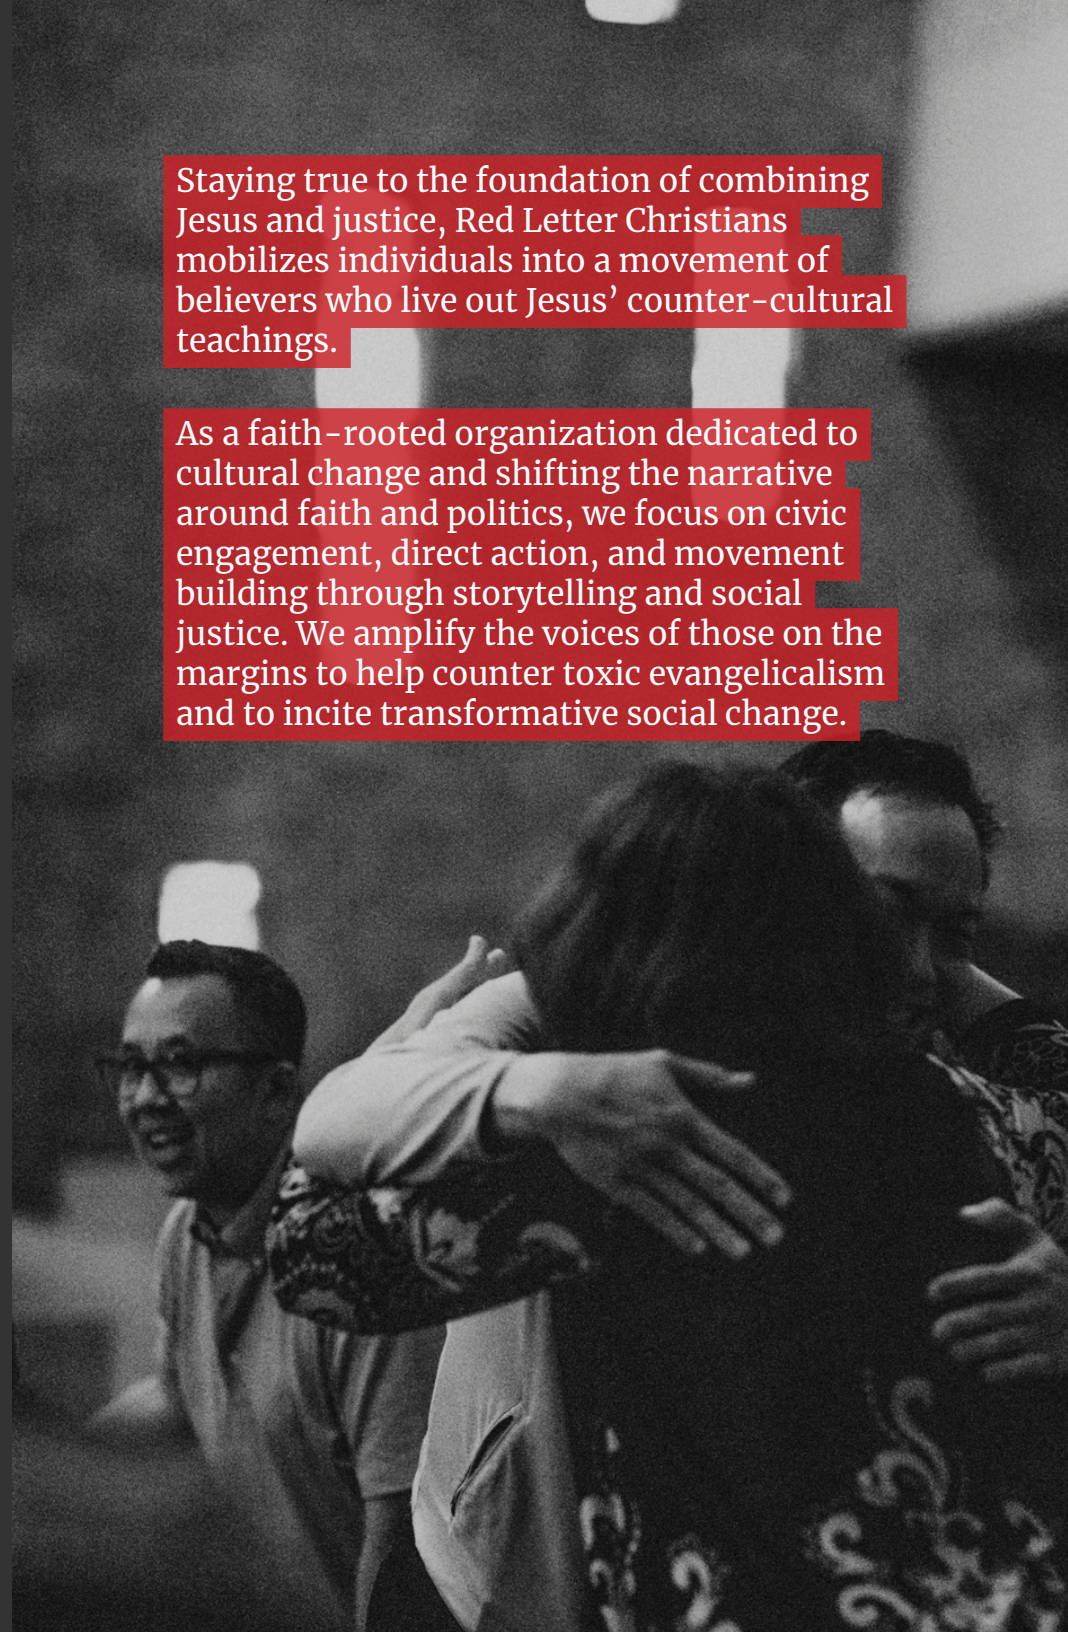 Staying true to the foundation of combining
Jesus and justice, Red Letter Christians
mobilizes individuals into a movement of
believers who live out Jesus’ counter-cultural
teachings.
As a faith-rooted organization dedicated to
cultural change and shifting the narrative
around faith and politics, we focus on civic
engagement, direct action, and movement
building through storytelling and social
justice. We amplify the voices of those on the
margins to help counter toxic evangelicalism
and to incite transformative social change.